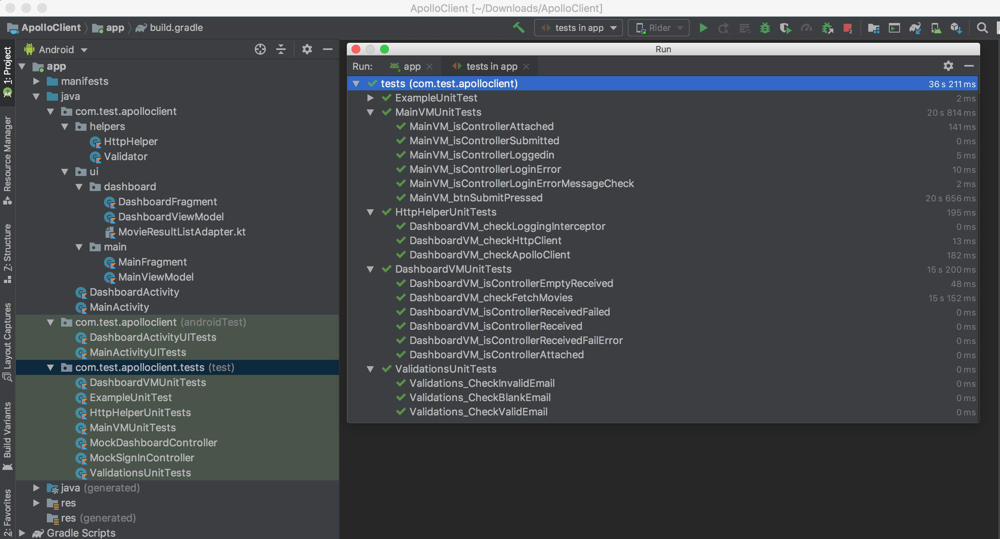 ApolloClient [~/Downloads/ApolloClient]
ApolloClient app build.gradle
tests in app
Rider
2
1: Project
Resource Manager
7: Structure
Layout Captures
Build Variants
2: Favorites
Android
app
manifests
java
com.test.apolloclient
helpers
HttpHelper
Validator
ui
dashboard
DashboardFragment
DashboardViewModel
MovieResultListAdapter.kt
main
MainFragment
MainViewModel
DashboardActivity
MainActivity
com.test.apolloclient (androidTest)
DashboardActivityUITests
MainActivityUITests
com.test.apolloclient.tests (test)
DashboardVMUnitTests
ExampleUnitTest
HttpHelperUnitTests
MainVMUnitTests
MockDashboardController
MockSignInController
ValidationsUnitTests
java (generated)
res
res (generated)
Gradle Scripts
Run
Run: app tests in app
tests (com.test.apolloclient) 36 s 211 ms
ExampleUnitTest 2 ms
MainVMUnitTests 20 s 814 ms
MainVM_isControllerAttached 141 ms
MainVM_isControllerSubmitted 0 ms
MainVM_isControllerLoggedin 5 ms
MainVM_isControllerLoginError 10 ms
MainVM_isControllerLoginErrorMessageCheck 2 ms
MainVM_btnSubmitPressed 20 s 656 ms
HttpHelperUnitTests 195 ms
DashboardVM_checkLoggingInterceptor 0 ms
DashboardVM_checkHttpClient 13 ms
DashboardVM_checkApolloClient 182 ms
DashboardVMUnitTests 15 s 200 ms
DashboardVM_isControllerEmptyReceived 48 ms
DashboardVM_checkFetchMovies 15 s 152 ms
DashboardVM_isControllerReceivedFailed 0 ms
DashboardVM_isControllerReceived 0 ms
DashboardVM_isControllerReceivedFailError 0 ms
DashboardVM_isControllerAttached 0 ms
ValidationsUnitTests 0 ms
Validations_CheckInvalidEmail 0 ms
Validations_CheckBlankEmail 0 ms
Validations_CheckValidEmail 0 ms